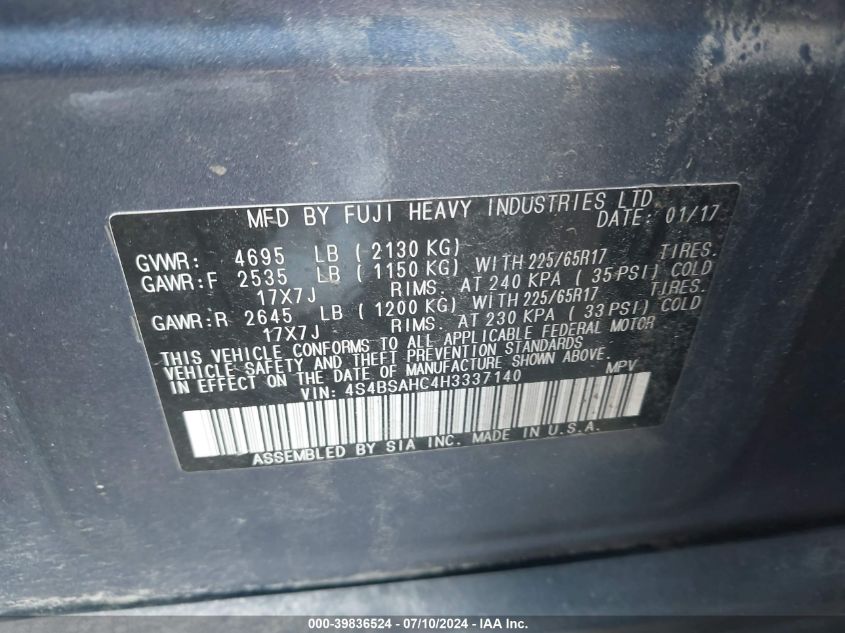 MFD BY FUJI HEAVY INDUSTRIES LTD.
DATE: 01/17
GVWR: 4695 LB (2130 KG)
GAWR:F 2535 LB (1150 KG) WITH 225/65R17 TIRES.
17X7J RIMS. AT 240 KPA (35 PSI) COLD
GAWR:R 2645 LB (1200 KG) WITH 225/65R17 TIRES.
17X7J RIMS. AT 230 KPA (33 PSI) COLD
THIS VEHICLE CONFORMS TO ALL APPLICABLE FEDERAL MOTOR
VEHICLE SAFETY AND THEFT PREVENTION STANDARDS
IN EFFECT ON THE DATE OF MANUFACTURE SHOWN ABOVE.
VIN: 4S4BSAHC4H3337140 MPV
ASSEMBLED BY SIA INC. MADE IN U.S.A.
000-39836524 - 07/10/2024 - IAA Inc.